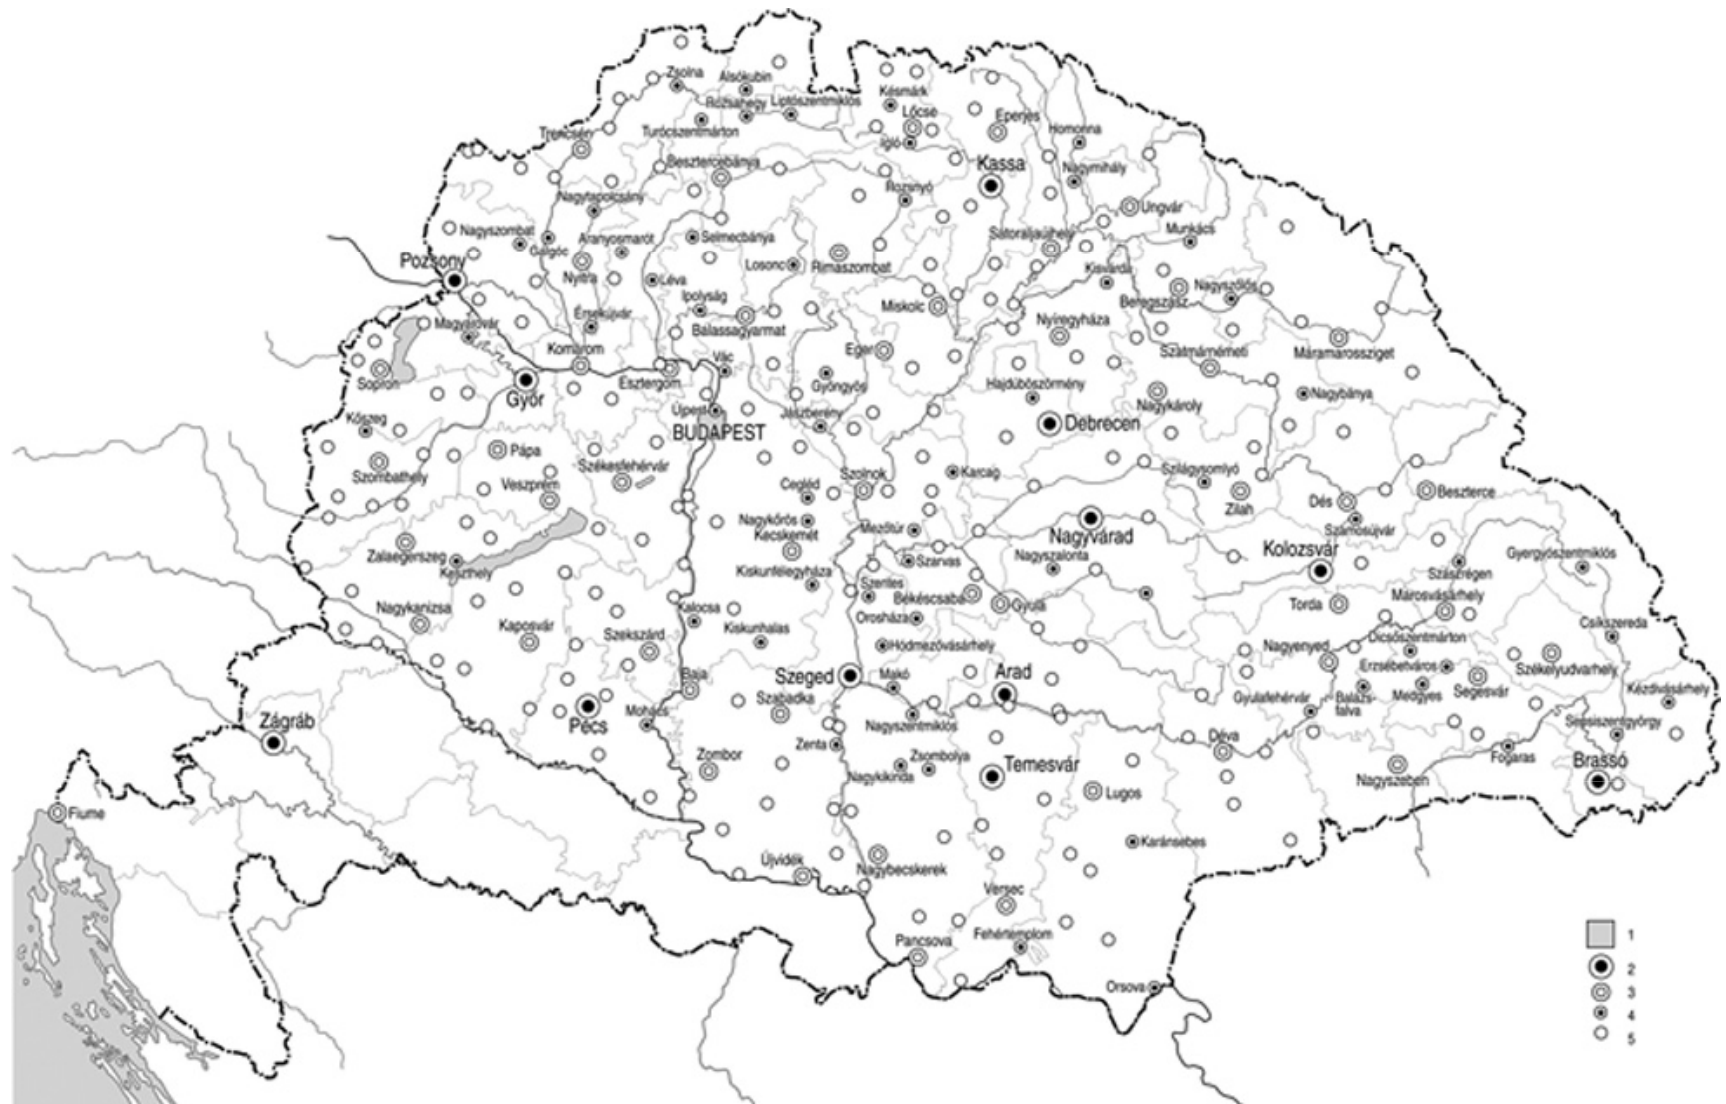 Zsolna
Alsókubin
Rózsahegy
Liptószentmiklós
Turócszentmárton
Késmárk
Lőcse
Igló
Eperjes
Homonna
Trencsén
Besztercebánya
Kassa
Nagymihály
Rozsnyó
Nagytapolcsány
Ungvár
Nagyszombat
Galgóc
Aranyosmarót
Selmecbánya
Sátoraljaújhely
Munkács
Pozsony
Nyitra
Léva
Losonc
Rimaszombat
Kisvárda
Ipolyság
Miskolc
Beregszász
Nagyszőlős
Magyaróvár
Érsekújvár
Balassagyarmat
Nyíregyháza
Komárom
Vác
Eger
Szatmárnémeti
Máramarossziget
Sopron
Esztergom
Gyöngyös
Hajdúböszörmény
Győr
Nagykároly
Nagybánya
Kőszeg
Újpest
Jászberény
BUDAPEST
Debrecen
Pápa
Szombathely
Székesfehérvár
Szolnok
Karcag
Szilágysomlyó
Veszprém
Cegléd
Zilah
Dés
Beszterce
Nagykőrös
Kecskemét
Mezőtúr
Nagyvárad
Szamosújvár
Zalaegerszeg
Keszthely
Kiskunfélegyháza
Szarvas
Nagyszalonta
Kolozsvár
Szászrégen
Gyergyószentmiklós
Szentes
Békéscsaba
Gyula
Torda
Marosvásárhely
Nagykanizsa
Kaposvár
Szekszárd
Kalocsa
Kiskunhalas
Orosháza
Hódmezővásárhely
Nagyenyed
Dicsőszentmárton
Csíkszereda
Erzsébetváros
Székelyudvarhely
Baja
Szeged
Makó
Arad
Gyulafehérvár
Balázs-
falva
Medgyes
Segesvár
Kézdivásárhely
Szabadka
Zágráb
Pécs
Mohács
Nagyszentmiklós
Sepsiszentgyörgy
Zombor
Zenta
Zsombolya
Nagykikinda
Temesvár
Déva
Fogaras
Brassó
Nagyszeben
Lugos
Fiume
Karánsebes
Újvidék
Nagybecskerek
Versec
Pancsova
Fehértemplom
Orsova
1
2
3
4
5